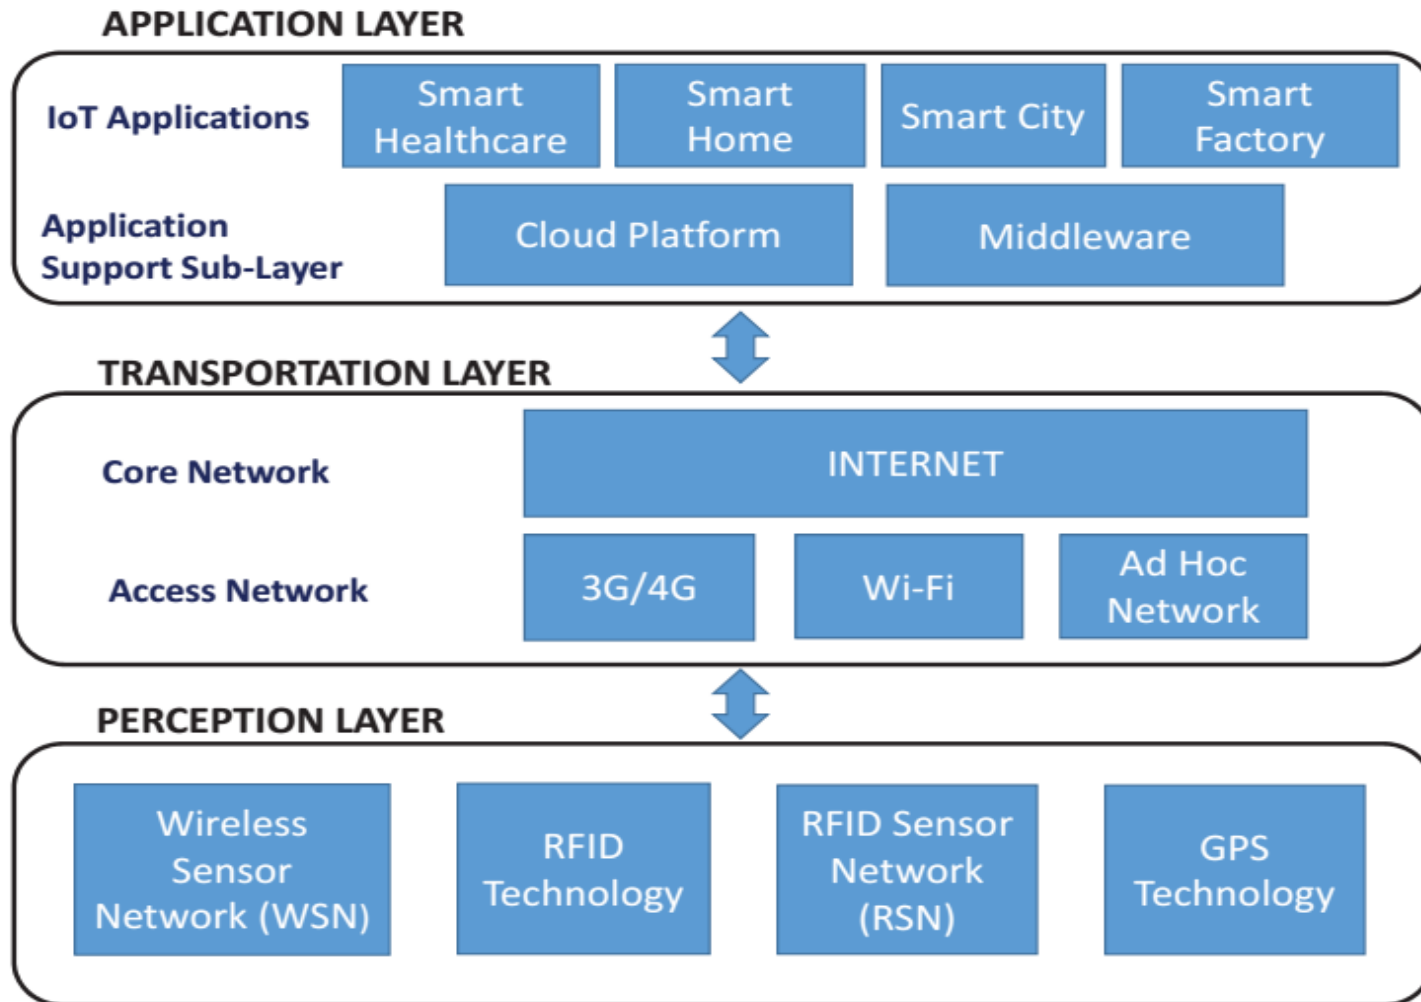 APPLICATION LAYER
IoT Applications
Smart
Healthcare
Smart
Home
Smart City
Smart
Factory
Application
Support Sub-Layer
Cloud Platform
Middleware
TRANSPORTATION LAYER
Core Network
INTERNET
Access Network
3G/4G
Wi-Fi
Ad Hoc
Network
PERCEPTION LAYER
Wireless
Sensor
Network (WSN)
RFID
Technology
RFID Sensor
Network
(RSN)
GPS
Technology